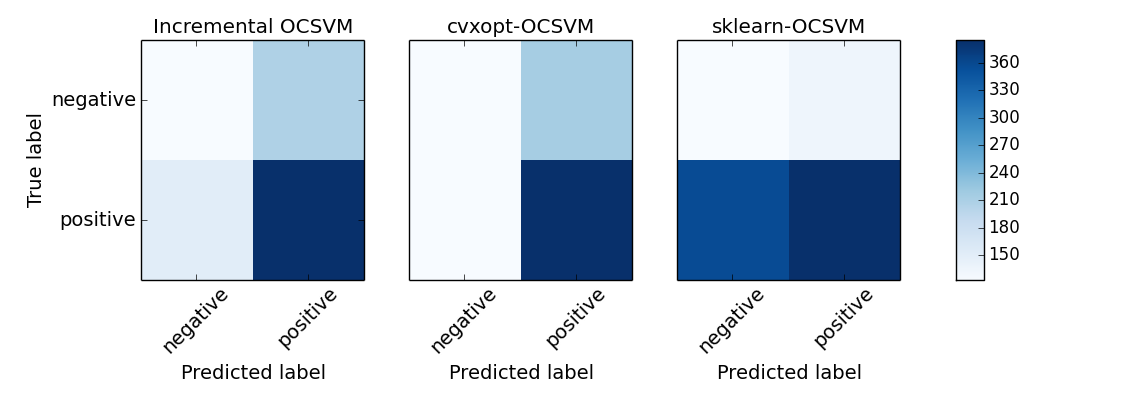 Incremental OCSVM
cvxopt-OCSVM
sklearn-OCSVM
True label
negative
positive
negative
positive
Predicted label
negative
positive
Predicted label
negative
positive
Predicted label
360
330
300
270
240
210
180
150